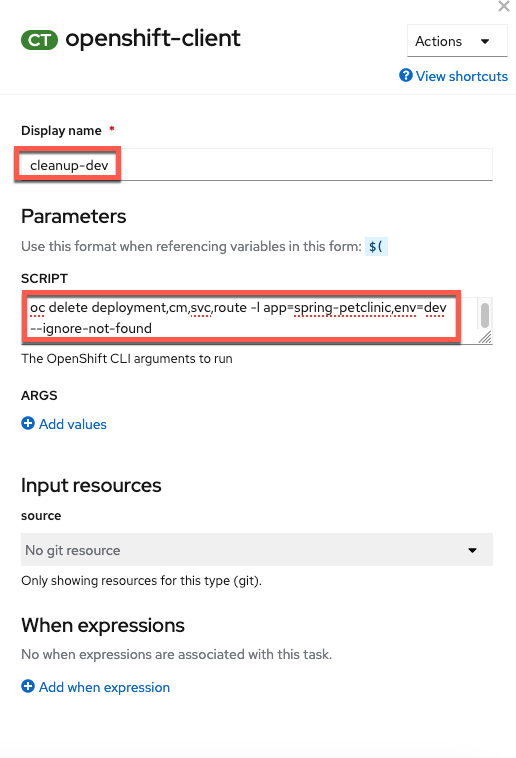 CT openshift-client
Actions
View shortcuts
Display name *
cleanup-dev
Parameters
Use this format when referencing variables in this form: $(
SCRIPT
oc delete deployment,cm,svc,route -l app=spring-petclinic,env=dev
--ignore-not-found
The OpenShift CLI arguments to run
ARGS
Add values
Input resources
source
No git resource
Only showing resources for this type (git).
When expressions
No when expressions are associated with this task.
Add when expression